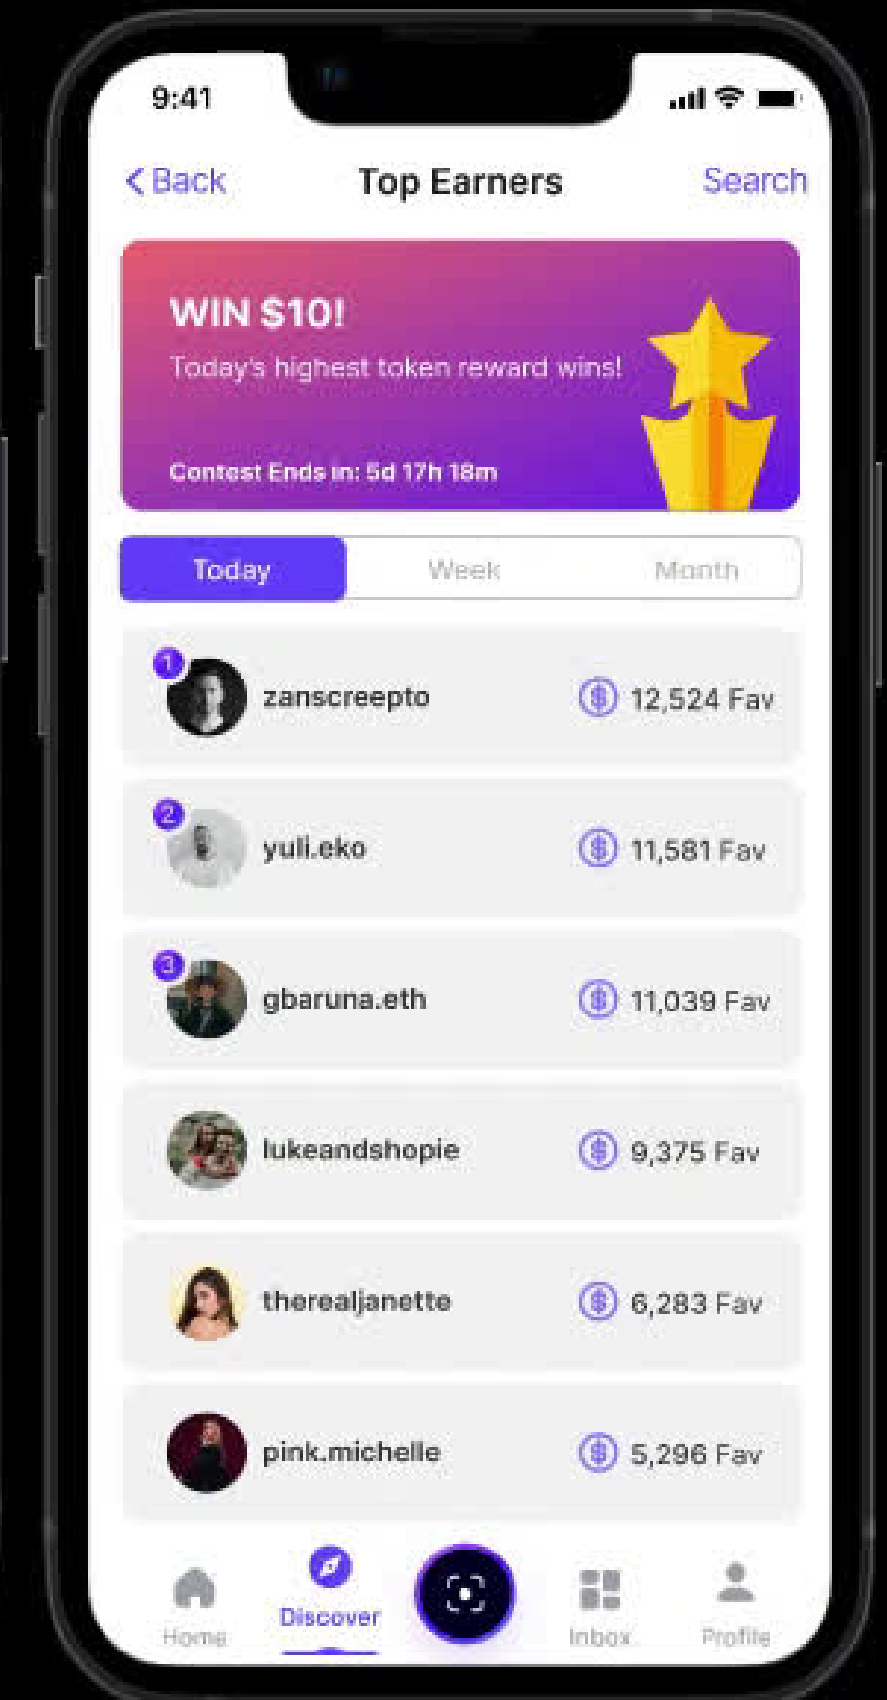 9:41
Back
Top Earners
Search
WIN $10!
Today's highest token reward wins!
Contest Ends in: 5d 17h 18m
Today
Week
Month
1
zanscreepto
12,524 Fav
2
yuli.eko
11,581 Fav
3
gbaruna.eth
11,039 Fav
lukeandshopie
9,375 Fav
therealjanette
6,283 Fav
pink.michelle
5,296 Fav
Home
Discover
Inbox
Profile